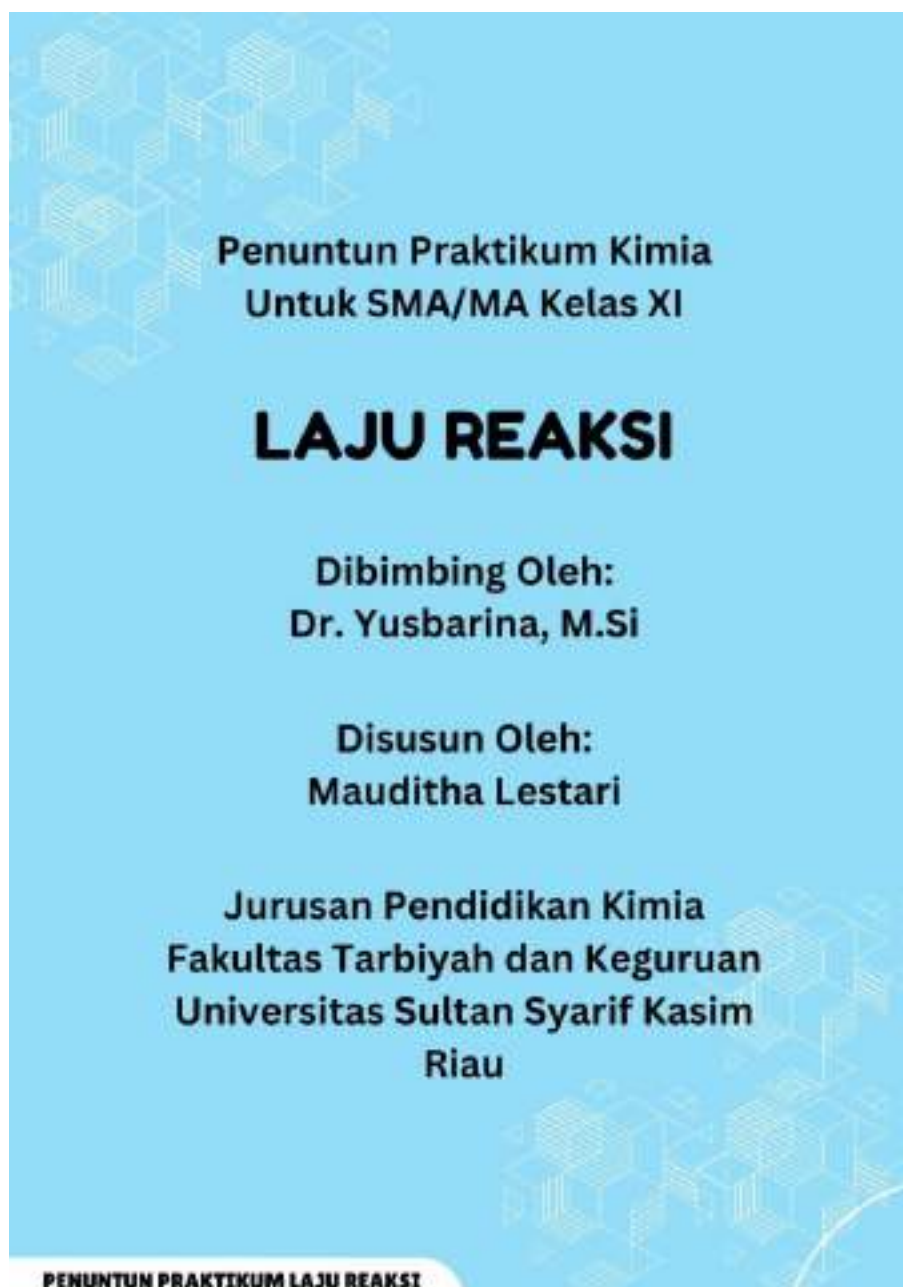 Penuntun Praktikum Kimia
Untuk SMA/MA Kelas XI
LAJU REAKSI
Dibimbing Oleh:
Dr. Yusbarina, M.Si
Disusun Oleh:
Mauditha Lestari
Jurusan Pendidikan Kimia
Fakultas Tarbiyah dan Keguruan
Universitas Sultan Syarif Kasim
Riau
PENUNTUN PRAKTIKUM LAJU REAKSI